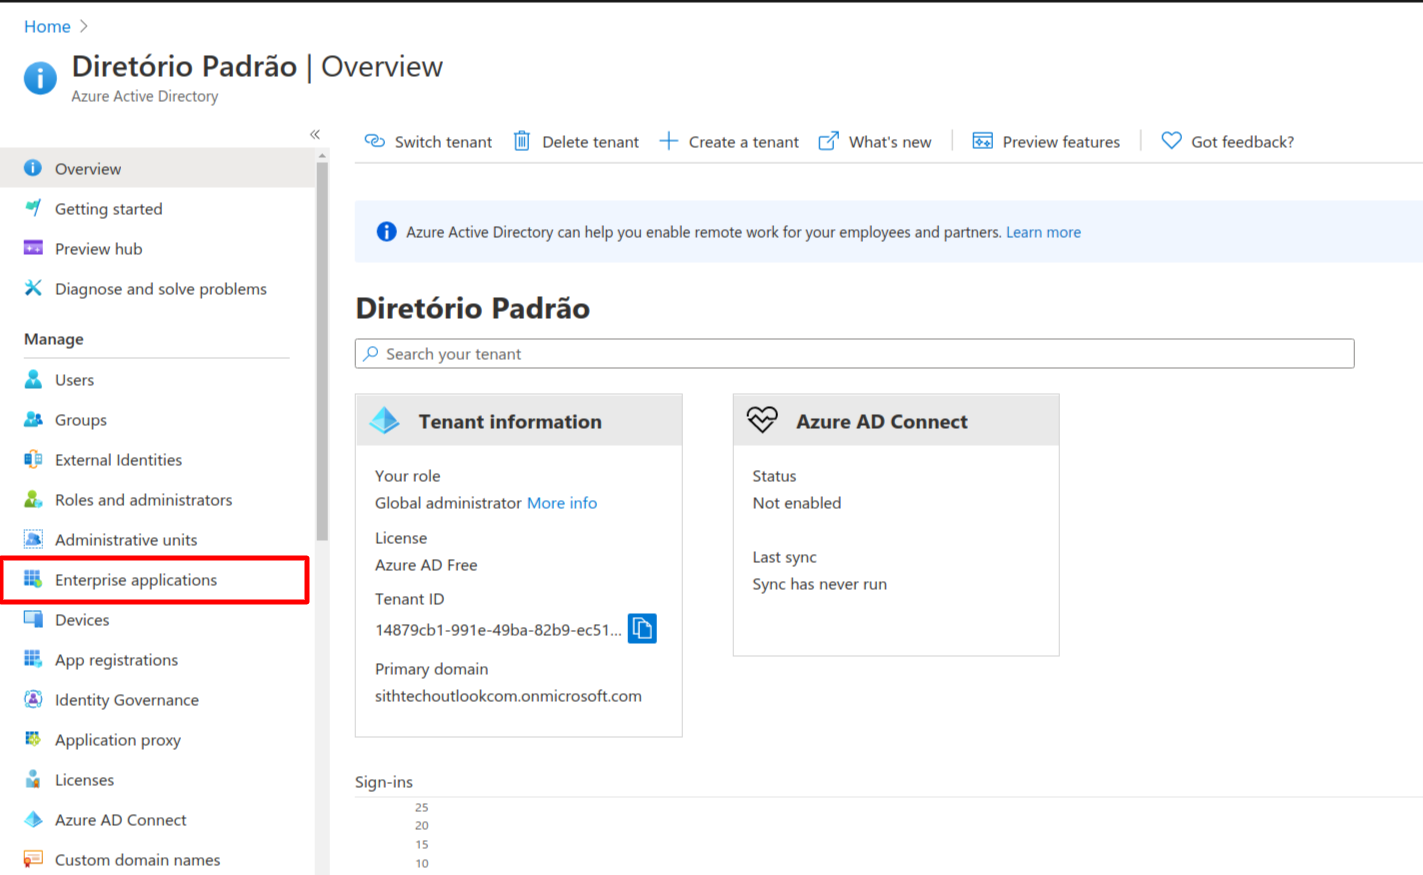 Home
Diretório Padrão | Overview
Azure Active Directory
Overview
Getting started
Preview hub
Diagnose and solve problems
Manage
Users
Groups
External Identities
Roles and administrators
Administrative units
Enterprise applications
Devices
App registrations
Identity Governance
Application proxy
Licenses
Azure AD Connect
Custom domain names
Switch tenant
Delete tenant
Create a tenant
What's new
Preview features
Got feedback?
Azure Active Directory can help you enable remote work for your employees and partners. Learn more
Diretório Padrão
Search your tenant
Tenant information
Your role
Global administrator More info
License
Azure AD Free
Tenant ID
14879cb1-991e-49ba-82b9-ec51...
Primary domain
sithtechoutlookcom.onmicrosoft.com
Azure AD Connect
Status
Not enabled
Last sync
Sync has never run
Sign-ins
25
20
15
10